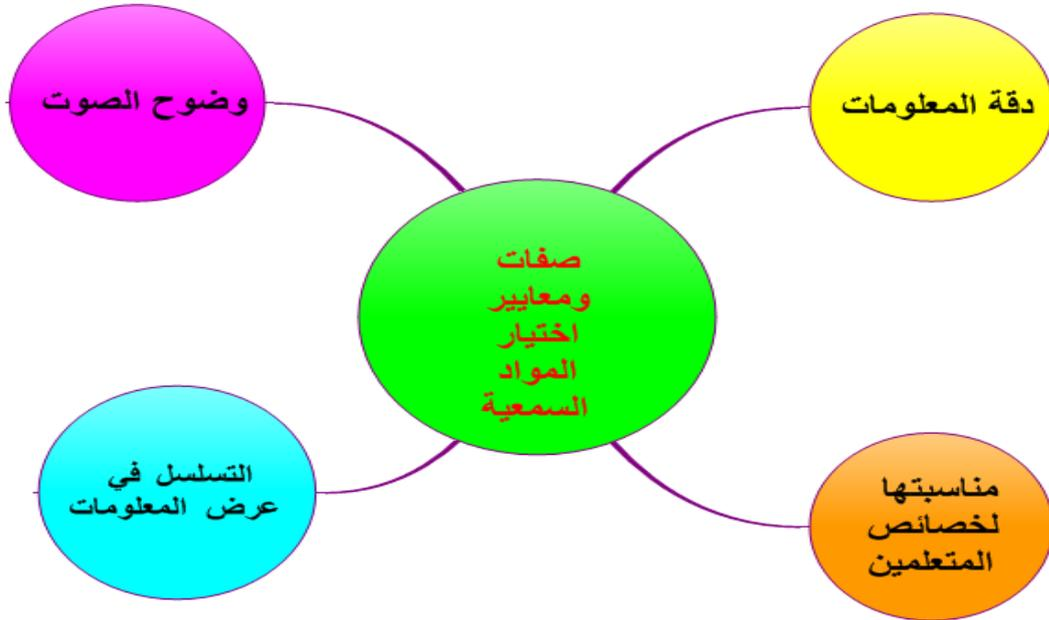 صفات
ومعايير
اختيار
المواد
السمعية
دقة المعلومات
وضوح الصوت
مناسبتها
لخصائص
المتعلمين
التسلسل في
عرض المعلومات